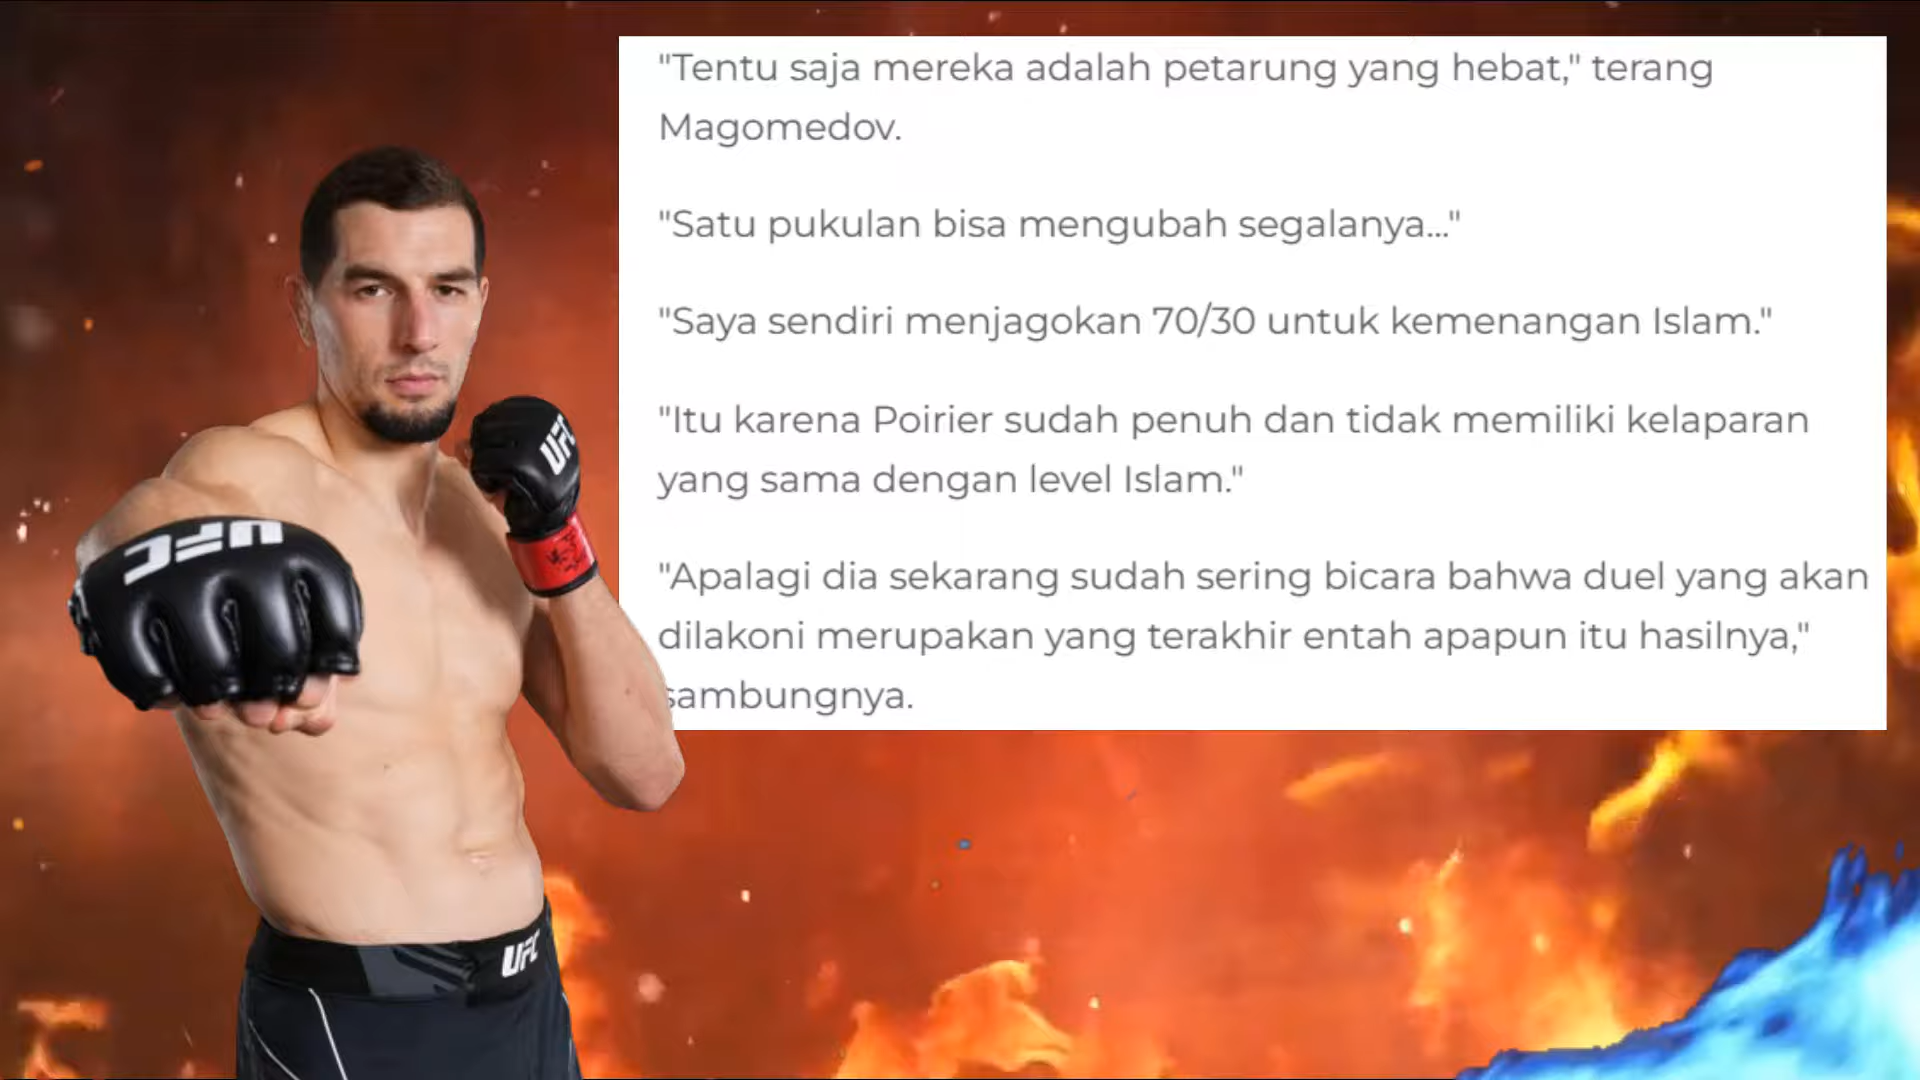 "Tentu saja mereka adalah petarung yang hebat," terang
Magomedov.
"Satu pukulan bisa mengubah segalanya..."
"Saya sendiri menjagokan 70/30 untuk kemenangan Islam."
"Itu karena Poirier sudah penuh dan tidak memiliki kelaparan
yang sama dengan level Islam."
"Apalagi dia sekarang sudah sering bicara bahwa duel yang akan
dilakoni merupakan yang terakhir entah apapun itu hasilnya,"
sambungnya.
UFC
UFC
UFC